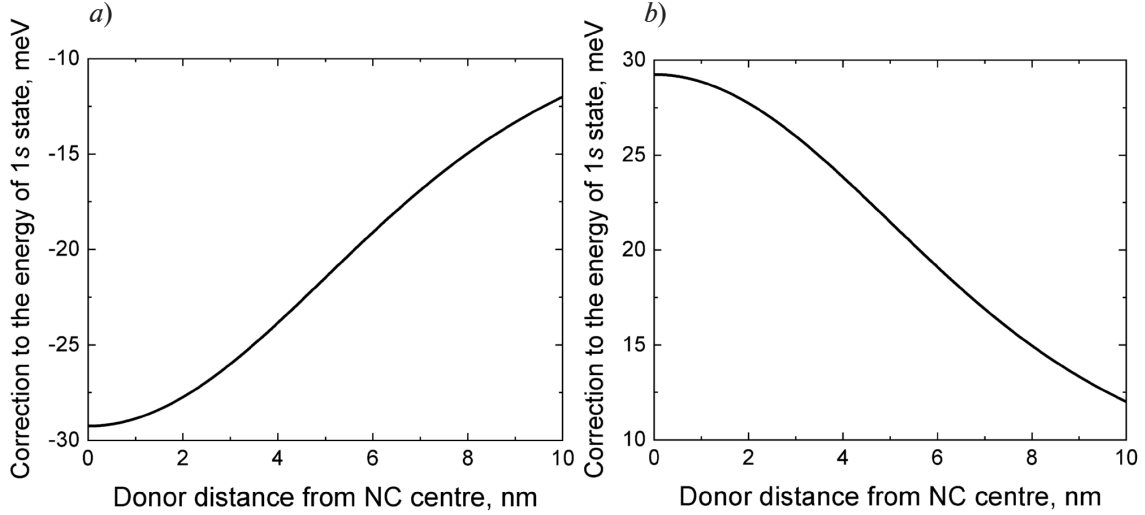 a)
Correction to the energy of 1s state, meV
-10
-15
-20
-25
-30
0 2 4 6 8 10
Donor distance from NC centre, nm
b)
Correction to the energy of 1s state, meV
30
25
20
15
10
0 2 4 6 8 10
Donor distance from NC centre, nm